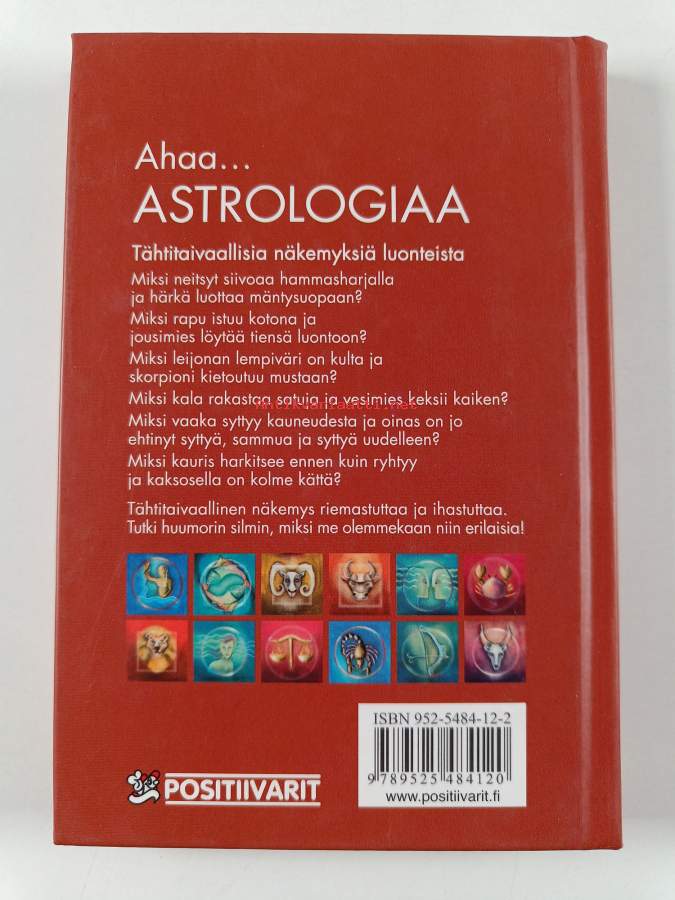 Ahaa...
ASTROLOGIAA
Tähtitaivaallisia näkemyksiä luonteista
Miksi neitsyt siivoaa hammasharjalla
ja härkä luottaa mäntysuopaan?
Miksi rapu istuu kotona ja
jousimies löytää tiensä luontoon?
Miksi leijonan lempiväri on kulta ja
skorpioni kietoutuu mustaan?
Miksi kala rakastaa satuja ja vesimies keksii kaiken?
Antikvariaatti.net
Miksi vaaka syttyy kauneudesta ja oinas on jo
ehtinyt syttyä, sammua ja syttyä uudelleen?
Miksi kauris harkitsee ennen kuin ryhtyy
ja kaksosella on kolme kättä?
Tähtitaivaallinen näkemys riemastuttaa ja ihastuttaa.
Tutki huumorin silmin, miksi me olemmekaan niin erilaisia!
ISBN 952-5484-12-2
9 789525 484120
www.positiivarit.fi
POSITIIVARIT